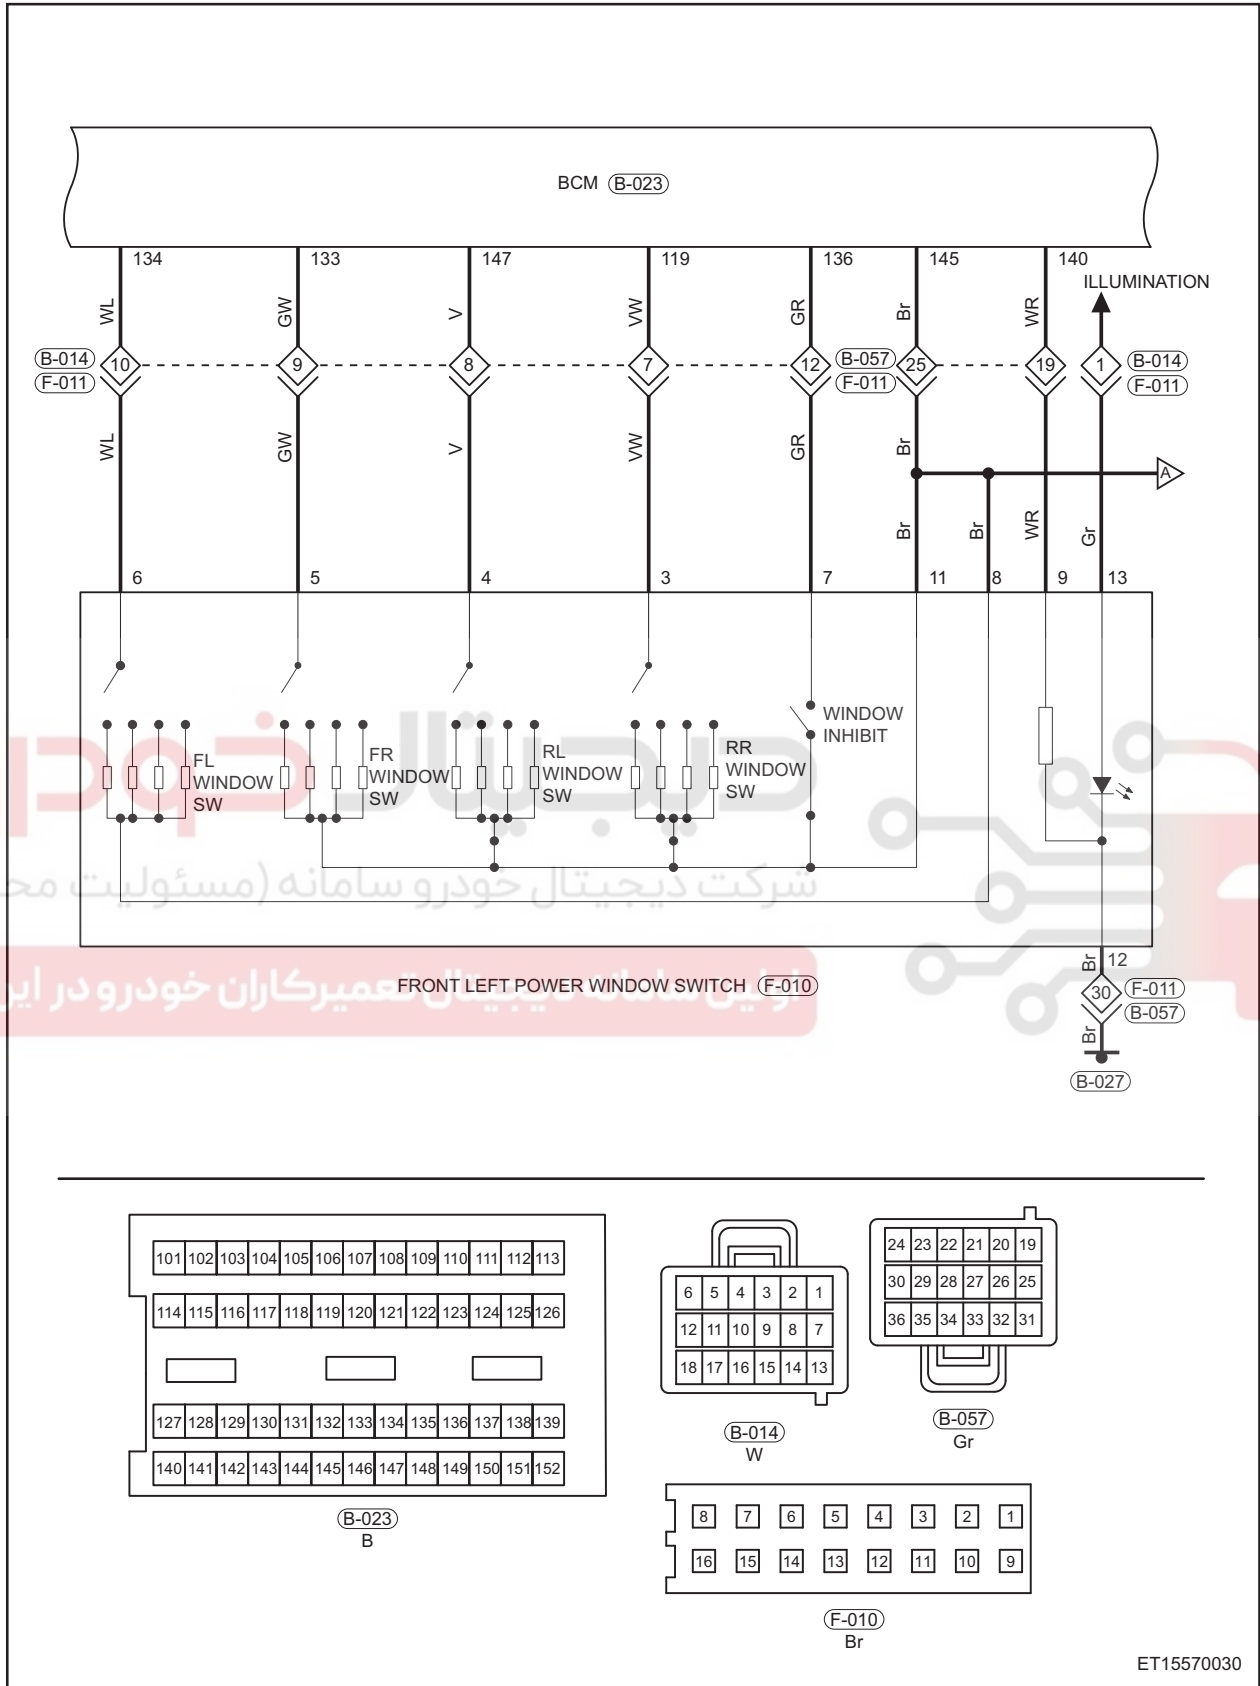 BCM B-023
134 133 147 119 136 145 140
ILLUMINATION
WL GW V VW GR Br WR
B-014 10 9 8 7 12 B-057 25 19 1 B-014
F-011 F-011 F-011
WL GW V VW GR Br
A
Br Br WR Gr
6 5 4 3 7 11 8 9 13
WINDOW
INHIBIT
FL
WINDOW
SW
FR
WINDOW
SW
RL
WINDOW
SW
RR
WINDOW
SW
دیجیتال خودرو
شرکت دیجیتال خودرو سامانه (مسئولیت مح
اولین سامانه دیجیتال تعمیرکاران خودرو در ایر
FRONT LEFT POWER WINDOW SWITCH F-010
Br 12
30 F-011
B-057
Br
B-027
101 102 103 104 105 106 107 108 109 110 111 112 113
114 115 116 117 118 119 120 121 122 123 124 125 126
127 128 129 130 131 132 133 134 135 136 137 138 139
140 141 142 143 144 145 146 147 148 149 150 151 152
B-023
B
6 5 4 3 2 1
12 11 10 9 8 7
18 17 16 15 14 13
B-014
W
24 23 22 21 20 19
30 29 28 27 26 25
36 35 34 33 32 31
B-057
Gr
8 7 6 5 4 3 2 1
16 15 14 13 12 11 10 9
F-010
Br
ET15570030